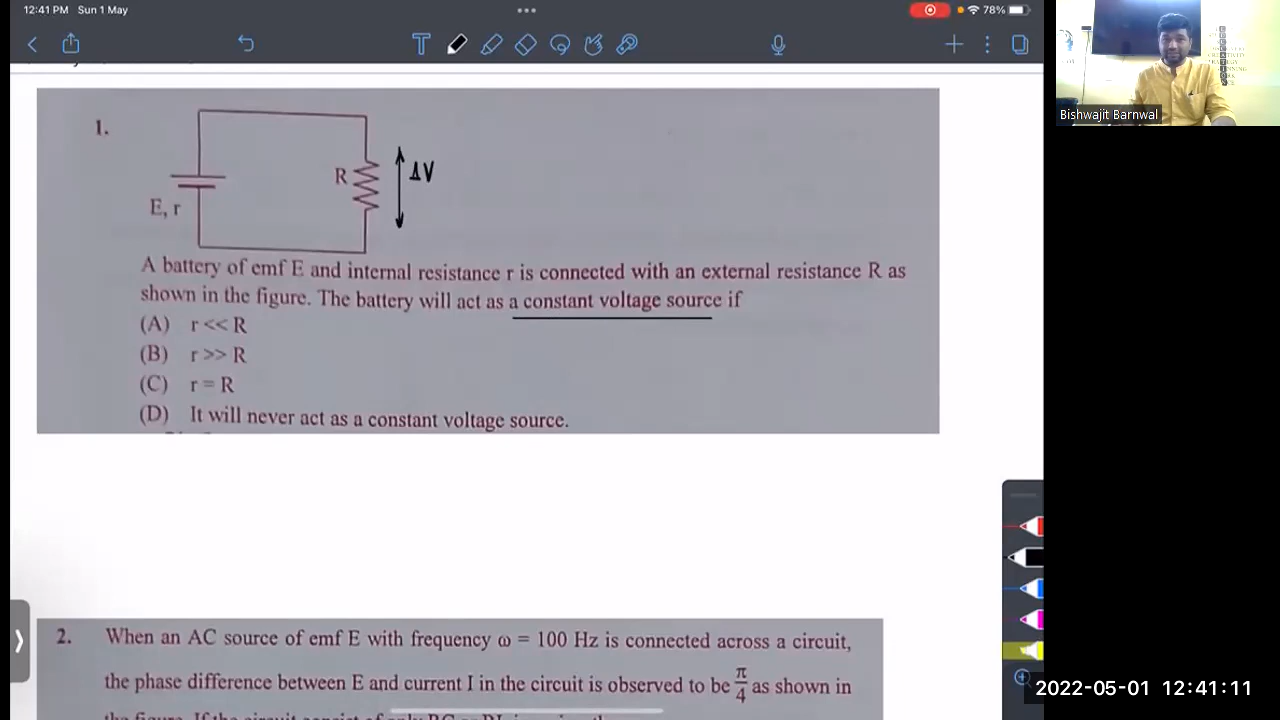 12:41 PM Sun 1 May
78%
Bishwajit Barnwal
1.
R
ΔV
E, r
A battery of emf E and internal resistance r is connected with an external resistance R as
shown in the figure. The battery will act as a constant voltage source if
(A) r << R
(B) r >> R
(C) r = R
(D) It will never act as a constant voltage source.
2. When an AC source of emf E with frequency ω = 100 Hz is connected across a circuit,
the phase difference between E and current I in the circuit is observed to be π/4 as shown in
2022-05-01 12:41:11